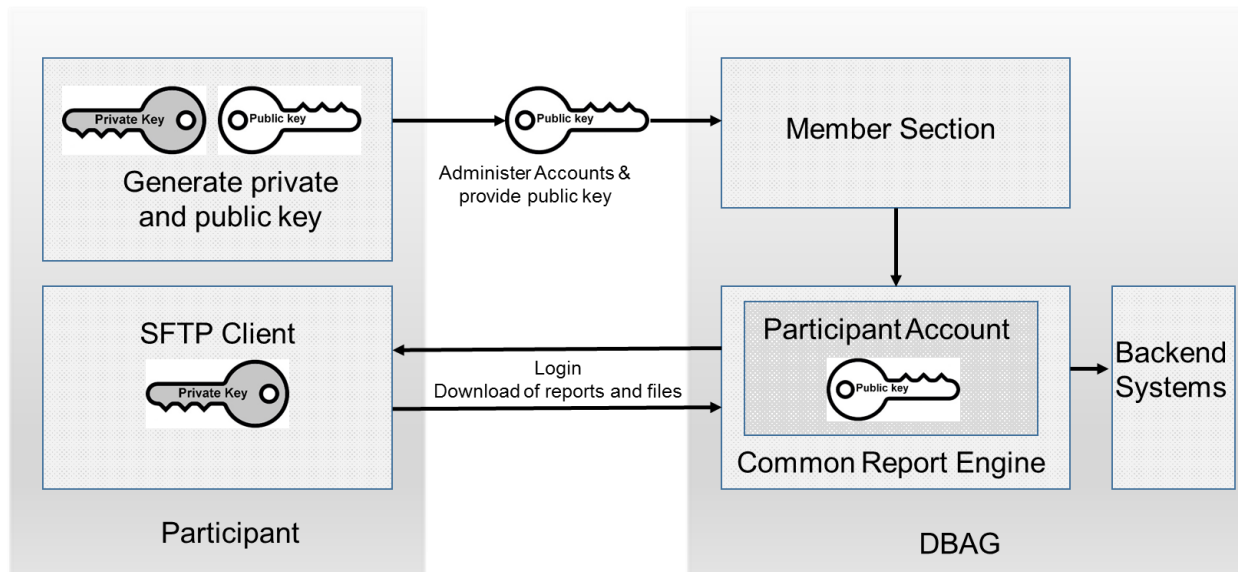 Private Key
Public key
Generate private
and public key
Public key
Administer Accounts &
provide public key
Member Section
SFTP Client
Private Key
Login
Download of reports and files
Participant Account
Public key
Common Report Engine
Backend
Systems
Participant
DBAG